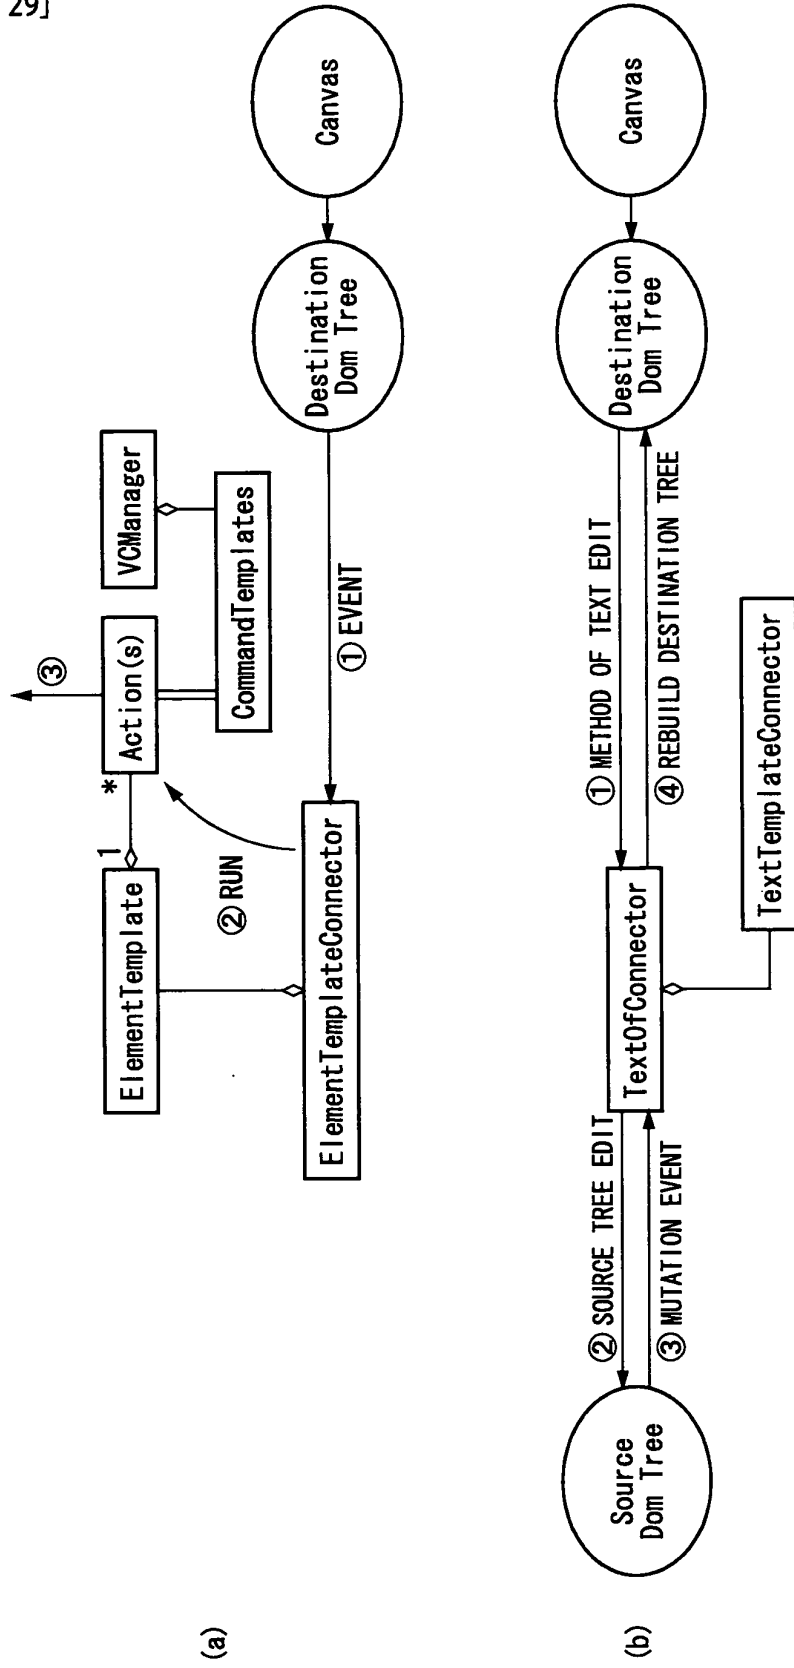 29]
(a)
ElementTemplate
1
*
Action(s)
③
VCManager
CommandTemplates
② RUN
ElementTemplateConnector
① EVENT
Destination
Dom Tree
Canvas
(b)
Source
Dom Tree
② SOURCE TREE EDIT
③ MUTATION EVENT
TextOfConnector
TextTemplateConnector
① METHOD OF TEXT EDIT
④ REBUILD DESTINATION TREE
Destination
Dom Tree
Canvas